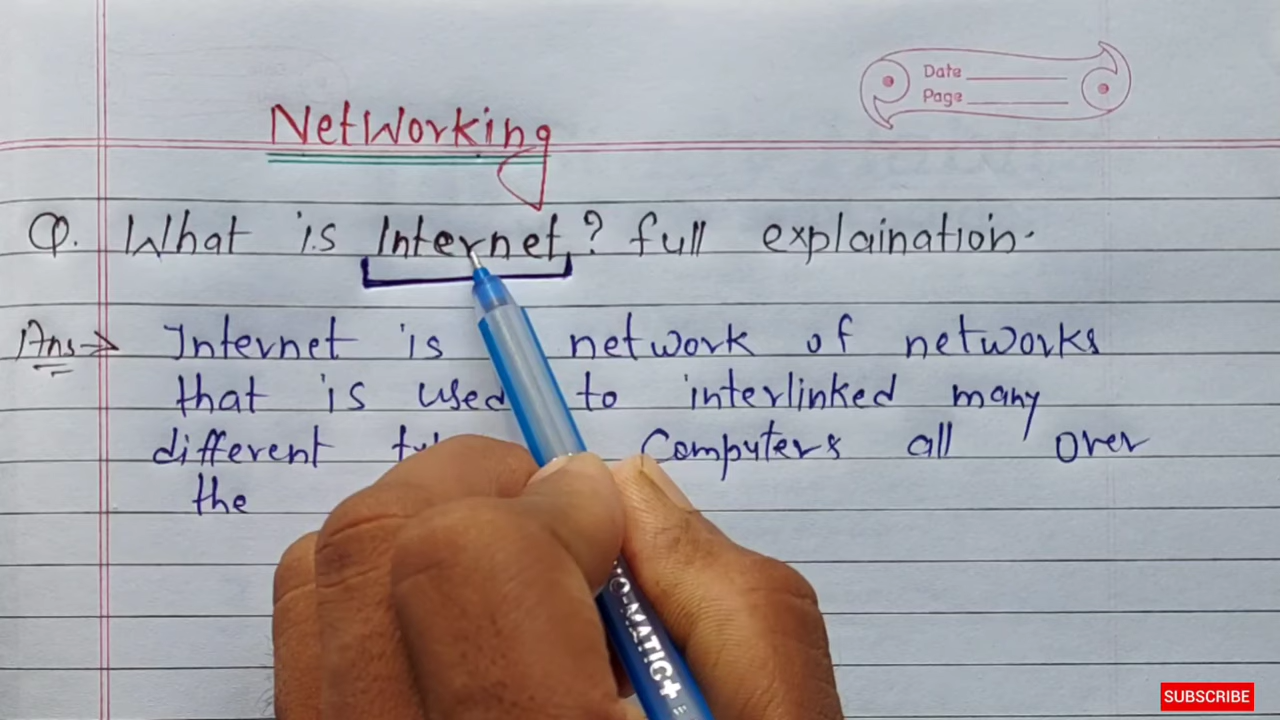 Date
Page
NetWorking
Q. What is Internet? full explaination.
Ans → Internet is network of networks
that is used to interlinked many
different Computers all over
the
O-MATIC+
SUBSCRIBE